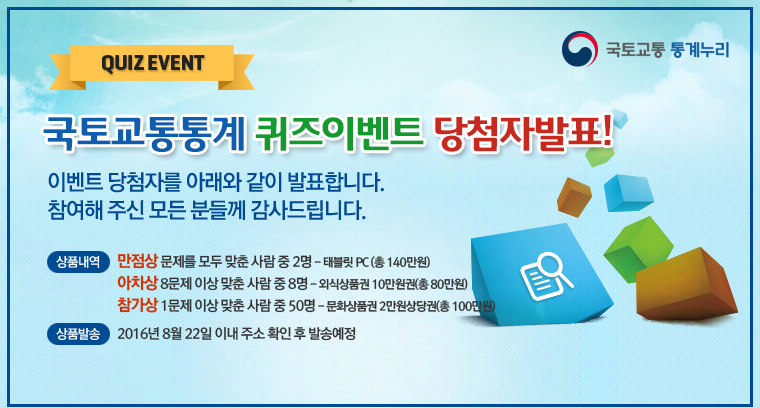 QUIZ EVENT
국토교통 통계누리
국토교통통계 퀴즈이벤트 당첨자발표!
이벤트 당첨자를 아래와 같이 발표합니다.
참여해 주신 모든 분들께 감사드립니다.
상품내역 만점상 문제를 모두 맞춘 사람 중 2명 – 태블릿 PC (총 140만원)
아차상 8문제 이상 맞춘 사람 중 8명 – 외식상품권 10만원권(총 80만원)
참가상 1문제 이상 맞춘 사람 중 50명 – 문화상품권 2만원상당권(총 100만원)
상품발송 2016년 8월 22일 이내 주소 확인 후 발송예정